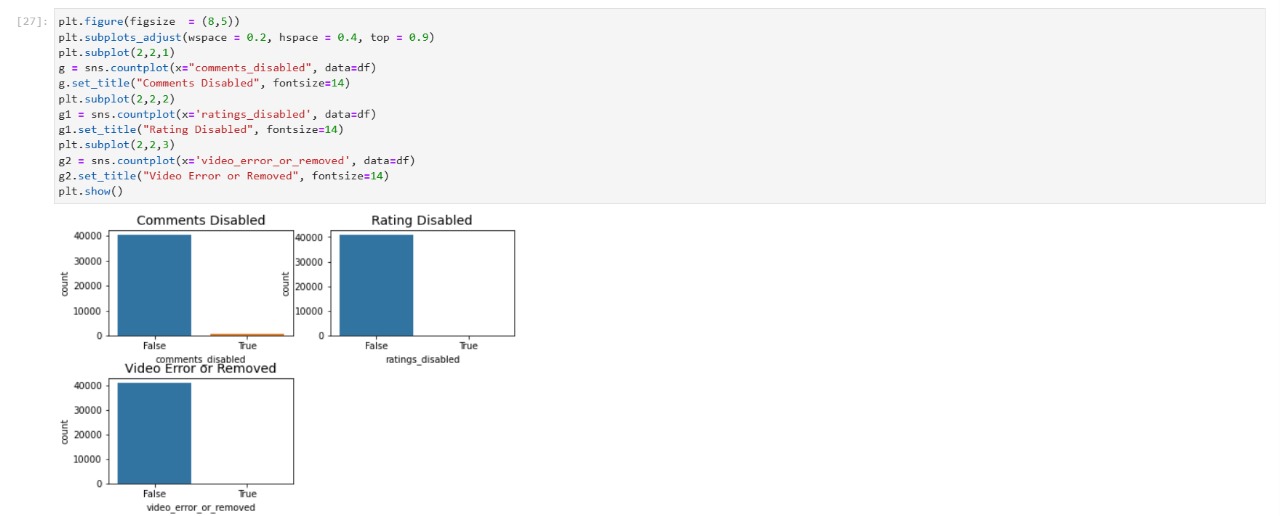 [27]: plt.figure(figsize  = (8,5))
plt.subplots_adjust(wspace = 0.2, hspace = 0.4, top = 0.9)
plt.subplot(2,2,1)
g = sns.countplot(x="comments_disabled", data=df)
g.set_title("Comments Disabled", fontsize=14)
plt.subplot(2,2,2)
g1 = sns.countplot(x='ratings_disabled', data=df)
g1.set_title("Rating Disabled", fontsize=14)
plt.subplot(2,2,3)
g2 = sns.countplot(x='video_error_or_removed', data=df)
g2.set_title("Video Error or Removed", fontsize=14)
plt.show()
Comments Disabled
40000
30000
20000
10000
0
count
False True
comments_disabled
Rating Disabled
40000
30000
20000
10000
0
count
False True
ratings_disabled
Video Error or Removed
40000
30000
20000
10000
0
count
False True
video_error_or_removed